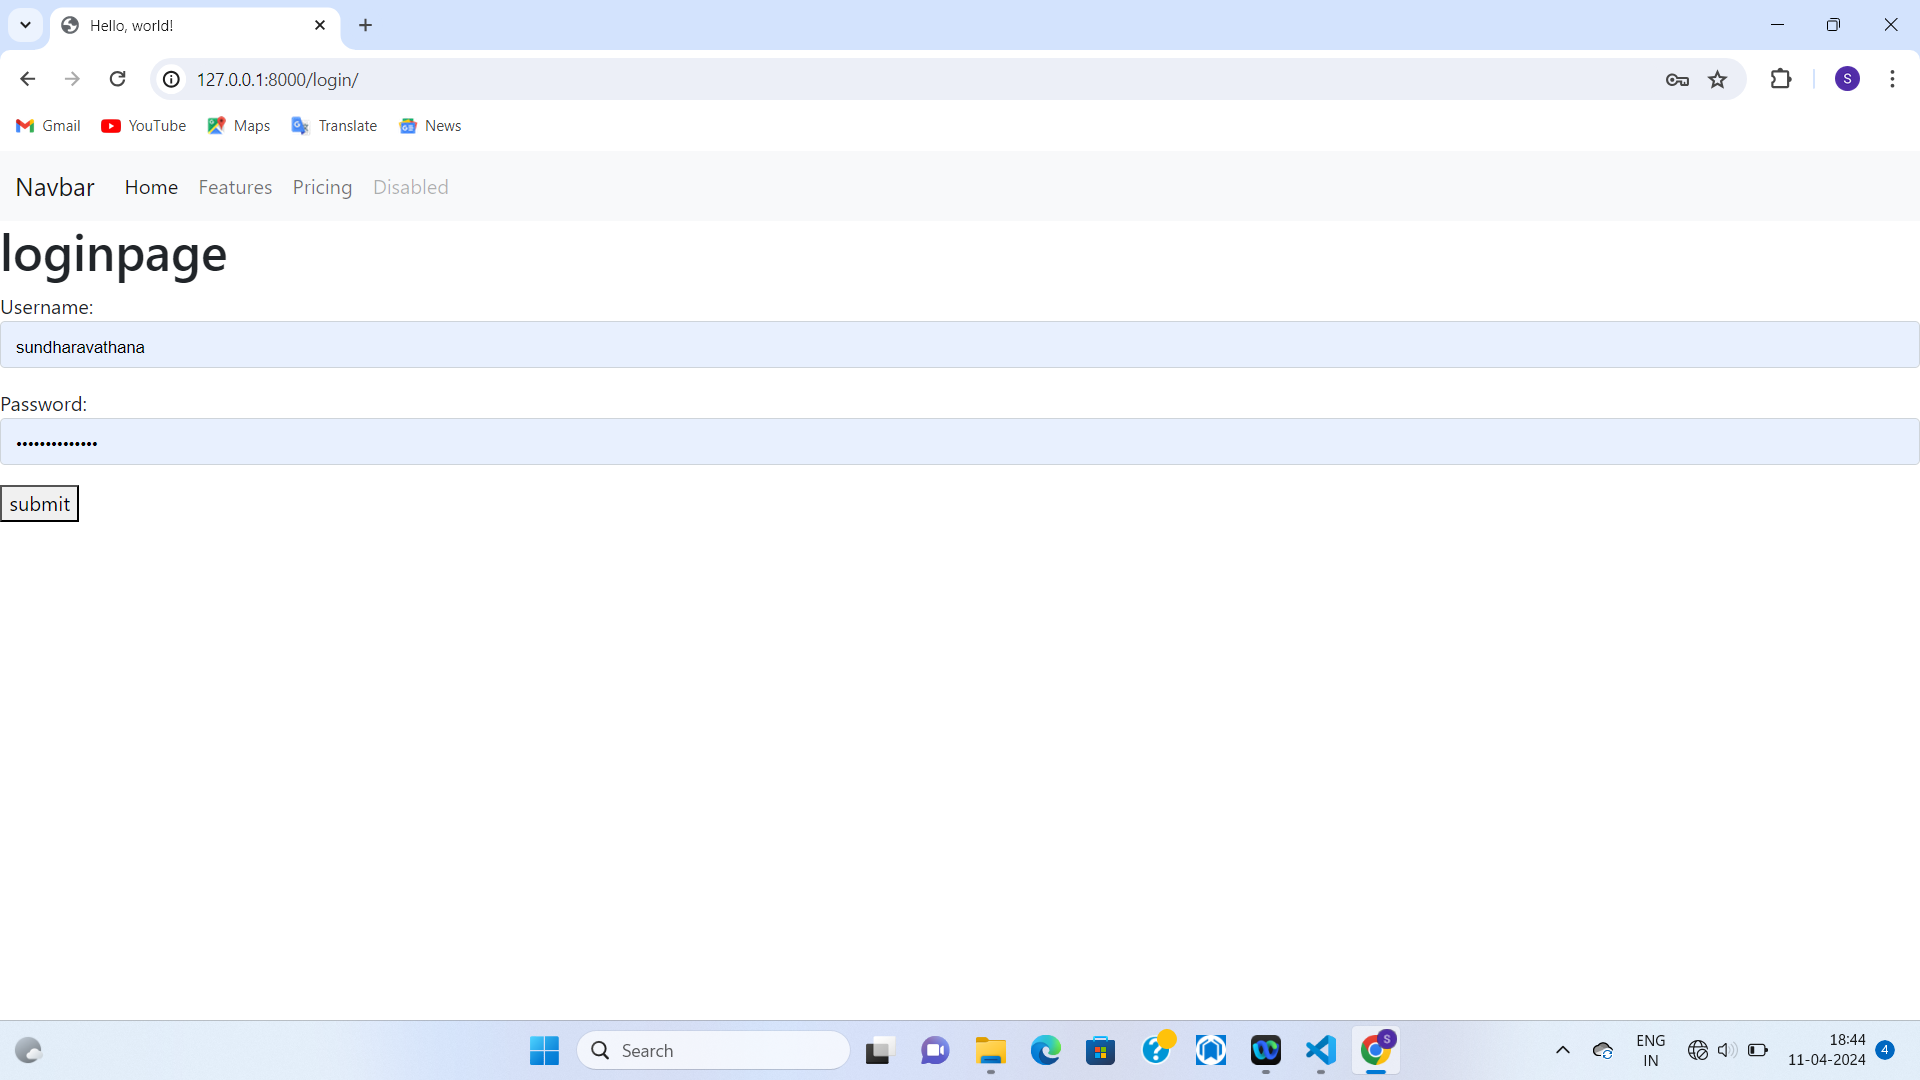 Hello, world!
127.0.0.1:8000/login/
S
Gmail
YouTube
Maps
Translate
News
Navbar
Home
Features
Pricing
Disabled
loginpage
Username:
sundharavathana
Password:
••••••••••••••
submit
Search
S
ENG
IN
18:44
11-04-2024
4